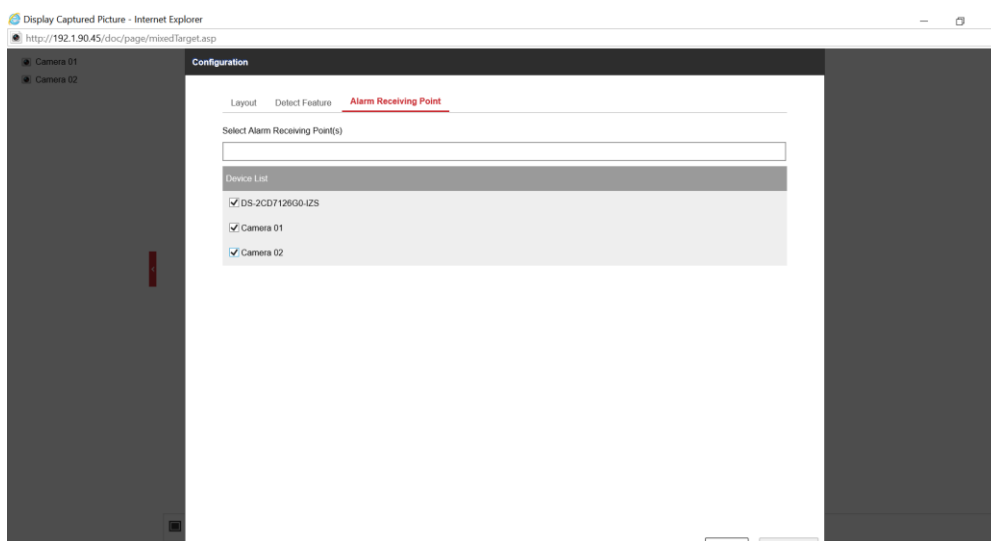 Display Captured Picture - Internet Explorer
http://192.1.90.45/doc/page/mixedTarget.asp
Camera 01
Camera 02
Configuration
Layout Detect Feature Alarm Receiving Point
Select Alarm Receiving Point(s)
Device List
DS-2CD7126G0-IZS
Camera 01
Camera 02